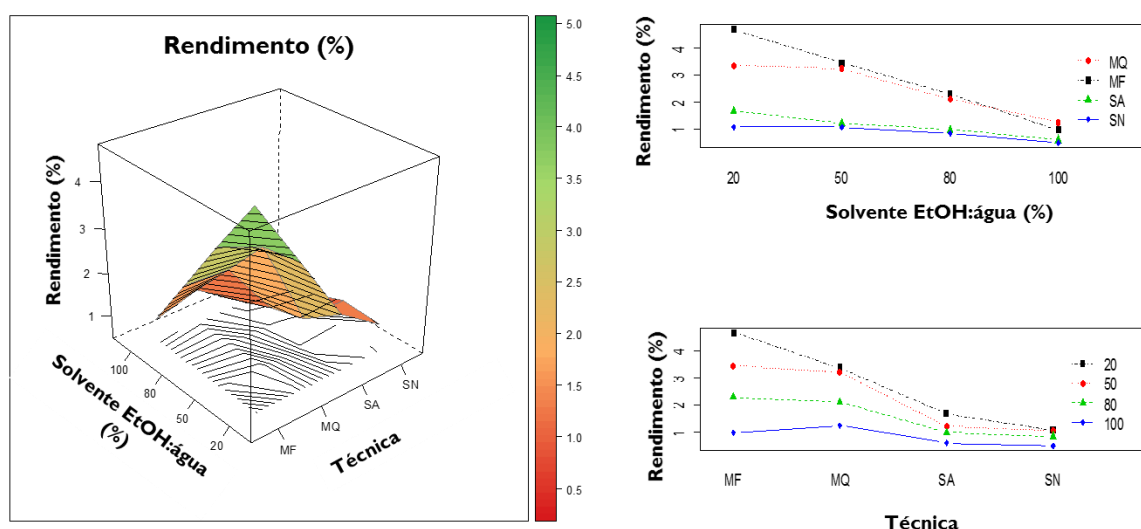 Rendimento (%)
Rendimento (%)
4
3
2
1
100
80
50
20
Solvente EtOH:água
(%)
MF
MQ
SA
SN
Técnica
5.0
4.5
4.0
3.5
3.0
2.5
2.0
1.5
1.0
0.5
Rendimento (%)
4
3
2
1
20
50
80
100
Solvente EtOH:água (%)
MQ
MF
SA
SN
Rendimento (%)
4
3
2
1
MF
MQ
SA
SN
Técnica
20
50
80
100